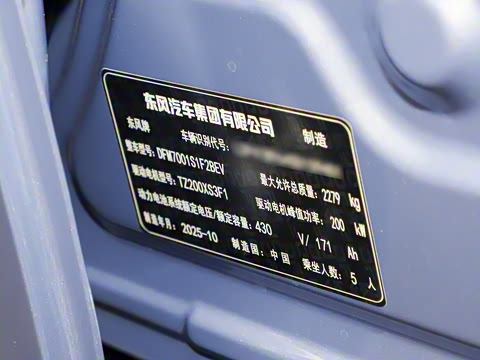 东风汽车集团有限公司 制造
东风牌 车辆识别代号:
整车型号: DFM7001S1F2BEV 最大允许总质量: 2279 kg
驱动电机型号: TZ200XS3F1 驱动电机峰值功率: 200 kW
动力电池系统额定电压/额定容量: 430 V/ 171 Ah
制造年月: 2025-10 制造国: 中国 乘坐人数: 5 人